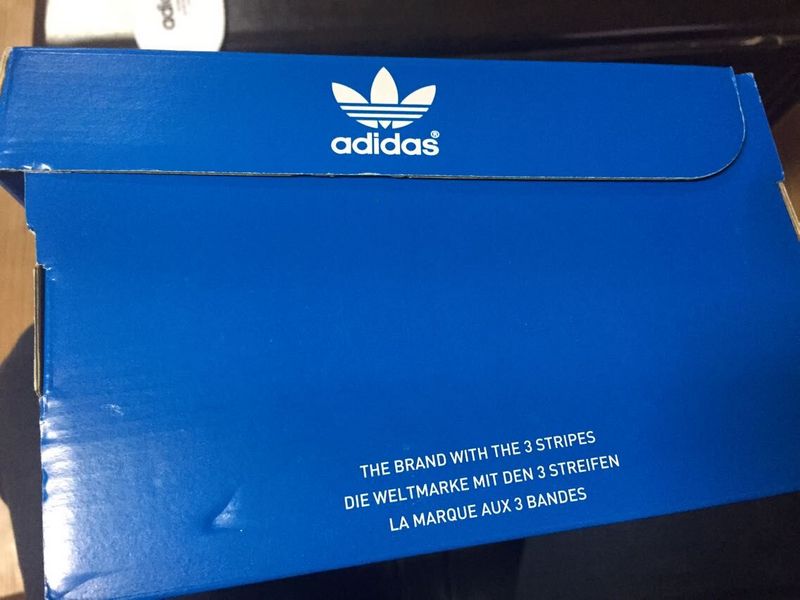 adidas®
THE BRAND WITH THE 3 STRIPES
DIE WELTMARKE MIT DEN 3 STREIFEN
LA MARQUE AUX 3 BANDES